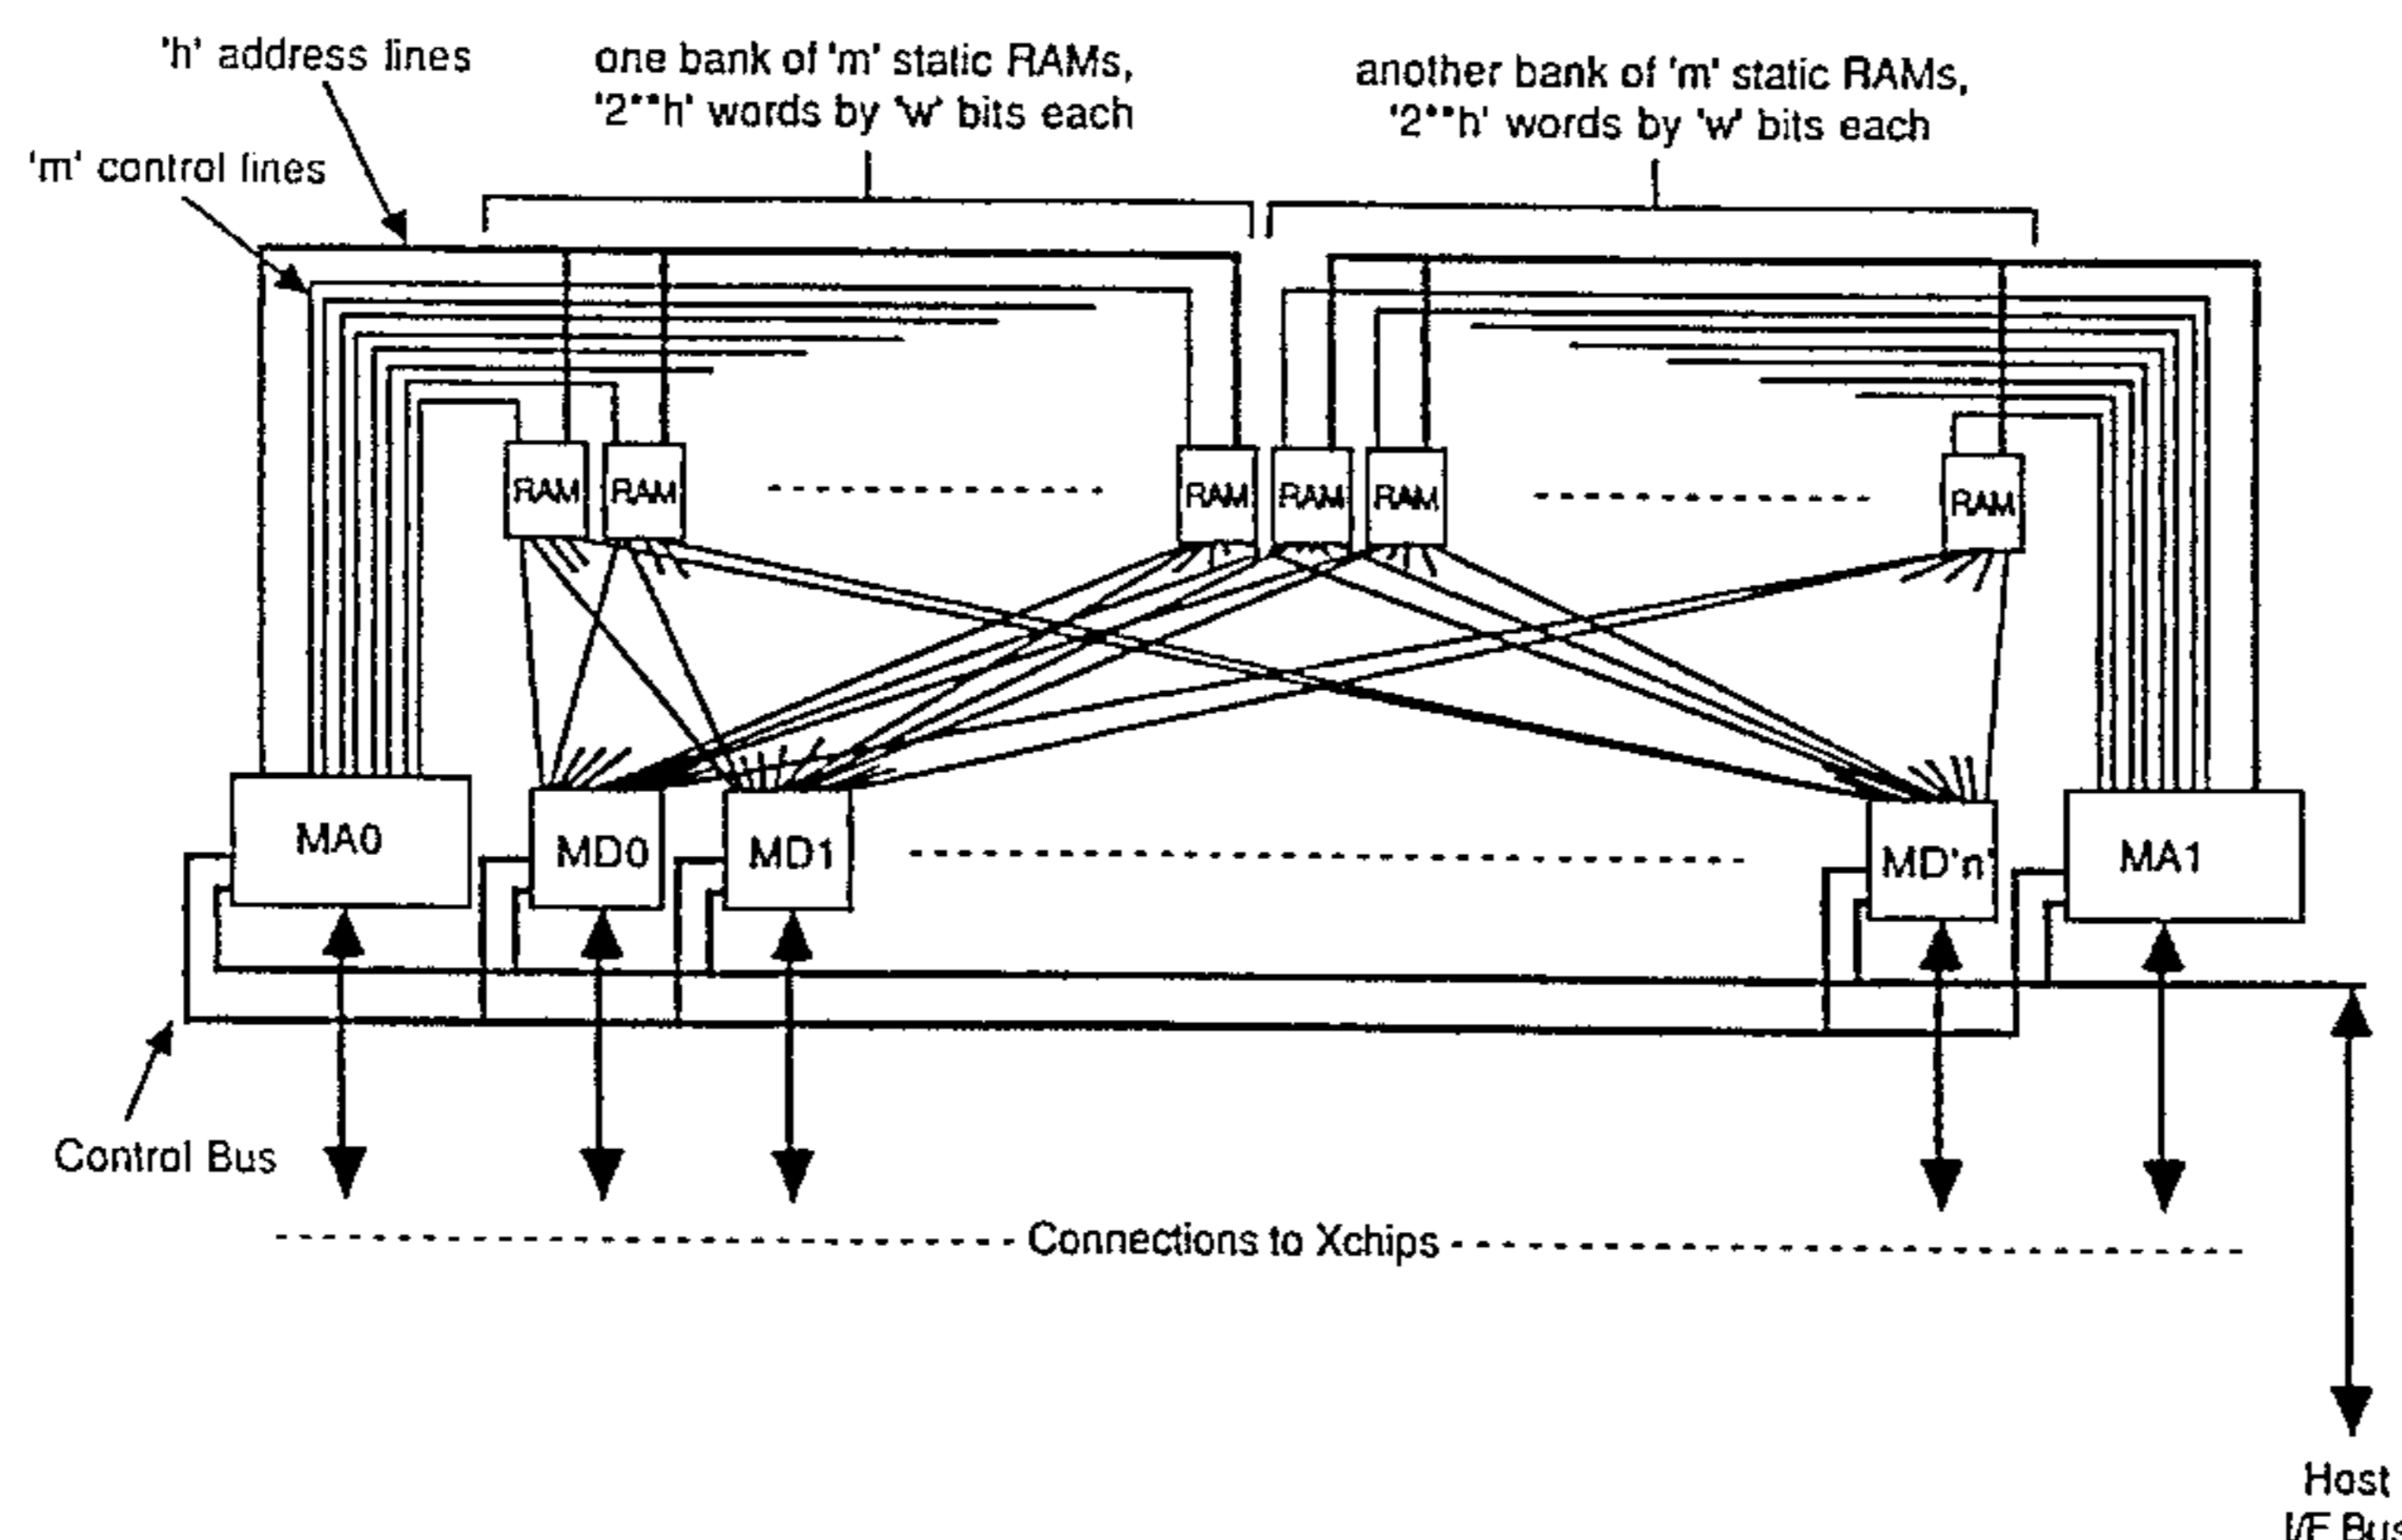 'h' address lines
one bank of 'm' static RAMs,
'2**h' words by 'w' bits each
another bank of 'm' static RAMs,
'2**h' words by 'w' bits each
'm' control lines
RAM RAM RAM RAM RAM RAM
MA0 MD0 MD1 MD'n' MA1
Control Bus
Connections to Xchips
Host
I/F Bus